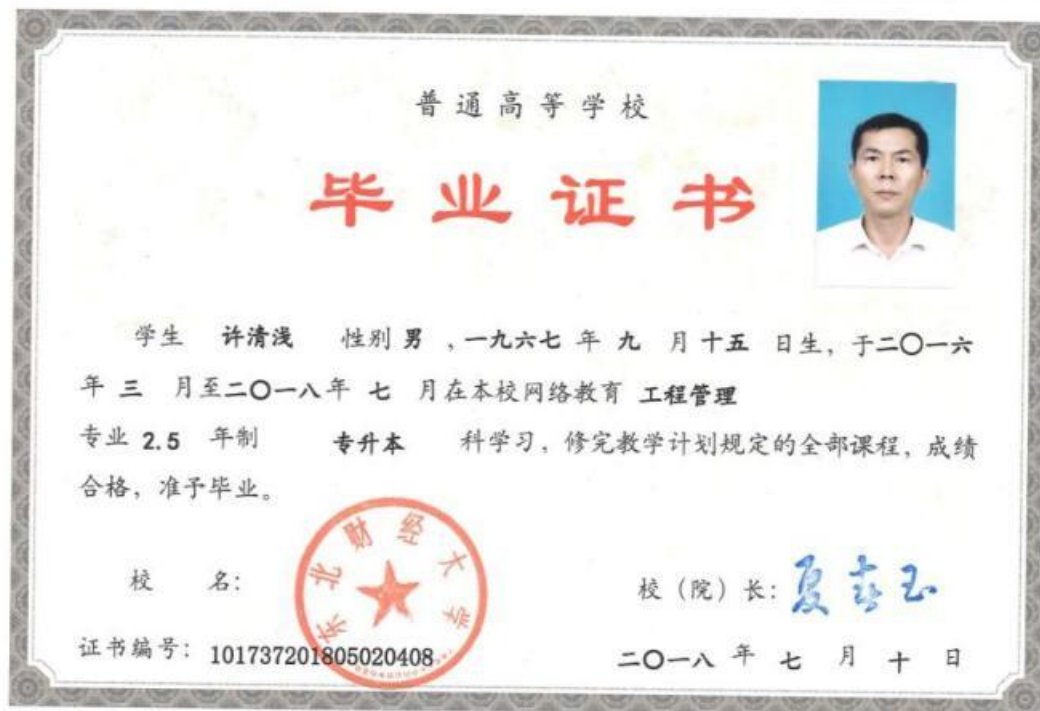 普通高等学校
毕业证书
学生 许清浅 性别 男 ，一九六七 年 九 月 十五 日生，于二〇一六
年 三 月至二〇一八年 七 月在本校网络教育 工程管理
专业 2.5 年制 专升本 科学习，修完教学计划规定的全部课程，成绩
合格，准予毕业。
东北财经大学
校 名：
校（院）长：夏春玉
证书编号：101737201805020408
二〇一八 年 七 月 十 日